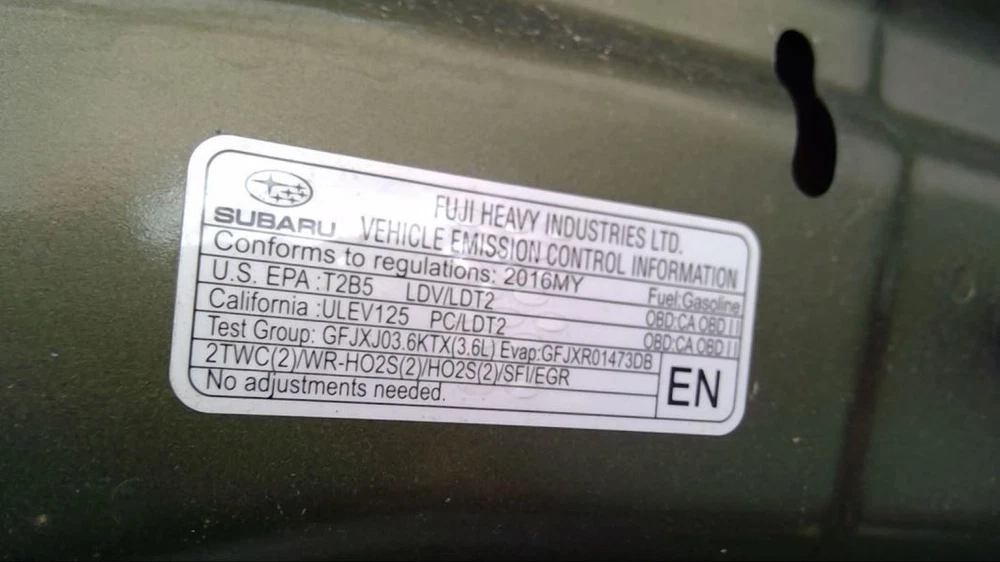 SUBARU
FUJI HEAVY INDUSTRIES LTD.
VEHICLE EMISSION CONTROL INFORMATION
Conforms to regulations: 2016MY
Fuel:Gasoline
U.S. EPA :T2B5 LDV/LDT2 OBD:CA OBD II
California :ULEV125 PC/LDT2 OBD:CA OBD II
Test Group: GFJXJ03.6KTX(3.6L) Evap:GFJXR01473DB
2TWC(2)/WR-HO2S(2)/HO2S(2)/SFI/EGR
No adjustments needed.
EN